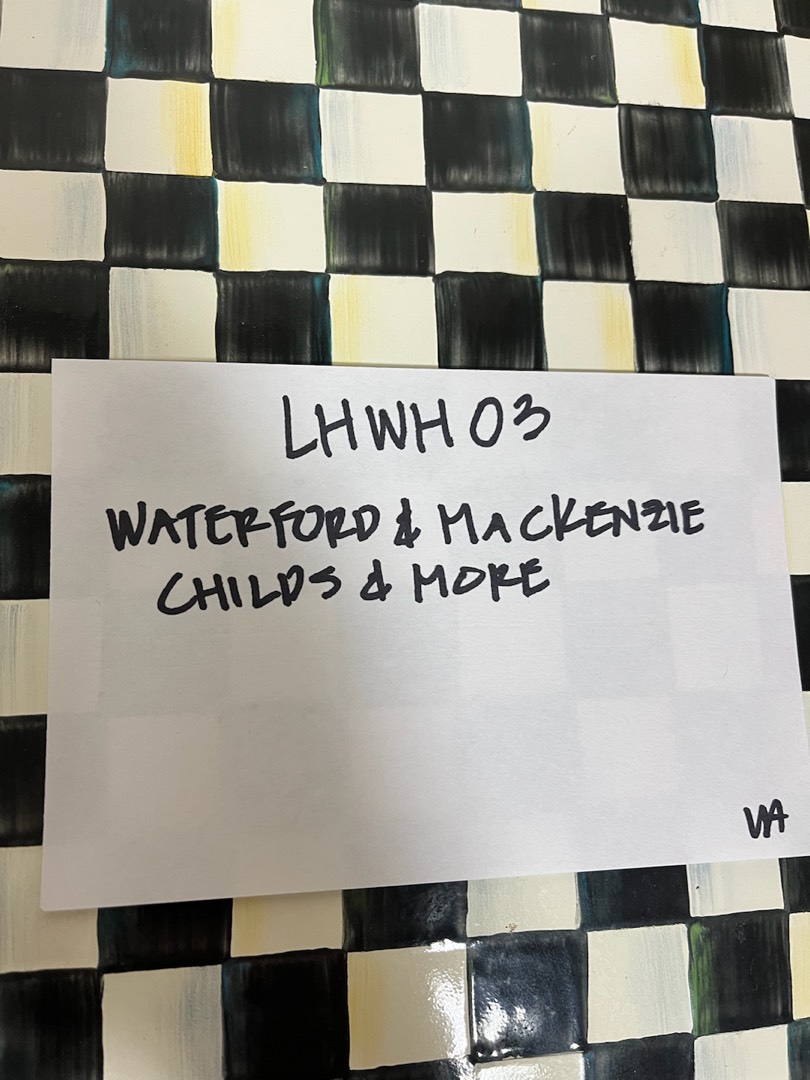 LHWH03
WATERFORD & MACKENZIE
CHILDS & MORE
VA